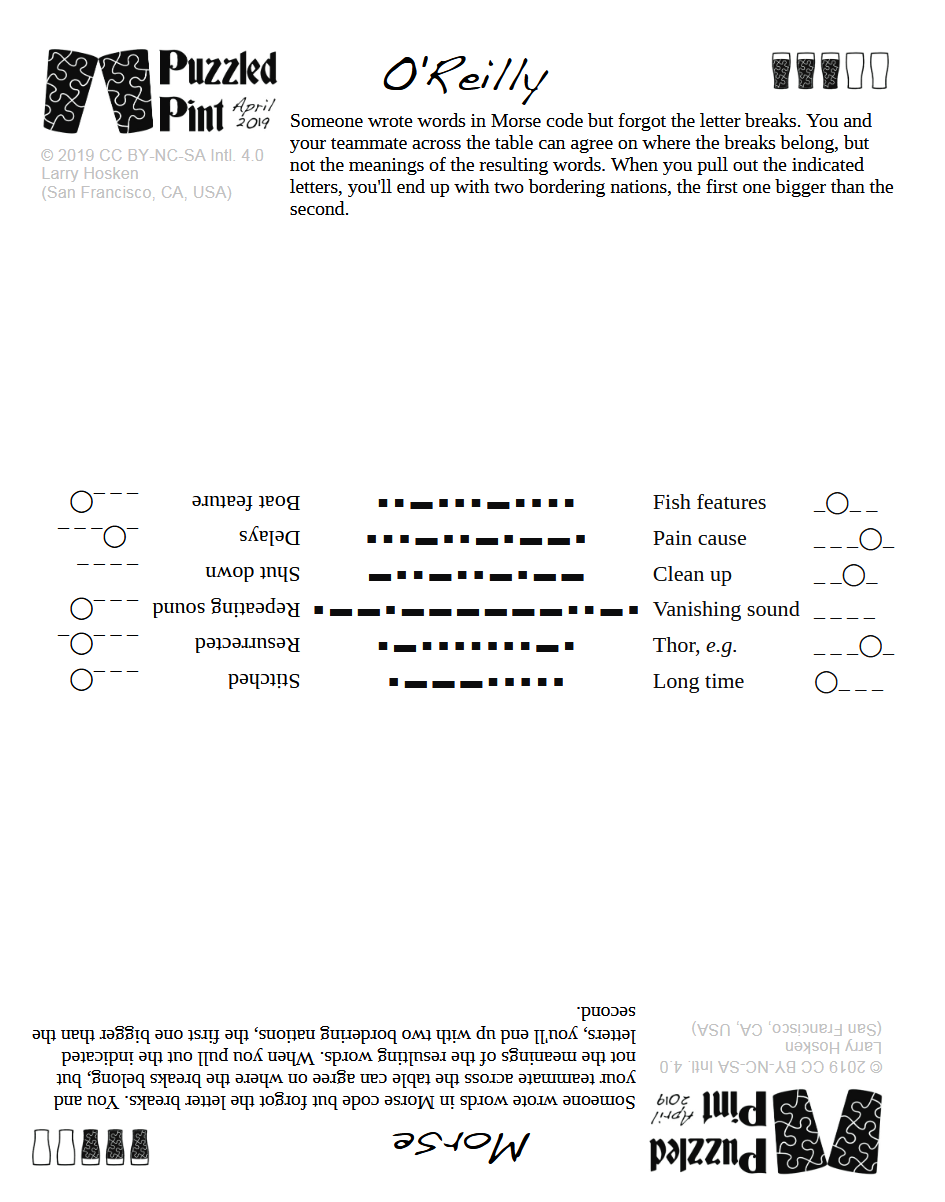 Puzzled
Pint April
2019
© 2019 CC BY-NC-SA Intl. 4.0
Larry Hosken
(San Francisco, CA, USA)
O'Reilly
Someone wrote words in Morse code but forgot the letter breaks. You and
your teammate across the table can agree on where the breaks belong, but
not the meanings of the resulting words. When you pull out the indicated
letters, you'll end up with two bordering nations, the first one bigger than the
second.
Boat feature ▪ ▪ ▬ ▪ ▪ ▪ ▬ ▪ ▪ ▪ ▪ Fish features _◯_ _
Delays ▪ ▪ ▪ ▬ ▪ ▪ ▬ ▪ ▬ ▬ ▪ Pain cause _ _ _◯_
Shut down ▬ ▪ ▪ ▬ ▪ ▪ ▬ ▪ ▬ ▬ Clean up _ _◯_
Repeating sound ▪ ▬ ▬ ▪ ▬ ▬ ▬ ▬ ▬ ▬ ▪ ▪ ▬ ▪ Vanishing sound _ _ _ _
Resurrected ▪ ▬ ▪ ▪ ▪ ▪ ▪ ▪ ▪ ▬ ▪ Thor, e.g. _ _ _◯_
Stitched ▪ ▬ ▬ ▬ ▪ ▪ ▪ ▪ ▪ Long time ◯_ _ _
Morse
Someone wrote words in Morse code but forgot the letter breaks. You and
your teammate across the table can agree on where the breaks belong, but
not the meanings of the resulting words. When you pull out the indicated
letters, you'll end up with two bordering nations, the first one bigger than the
second.
Puzzled
Pint April
2019
© 2019 CC BY-NC-SA Intl. 4.0
Larry Hosken
(San Francisco, CA, USA)